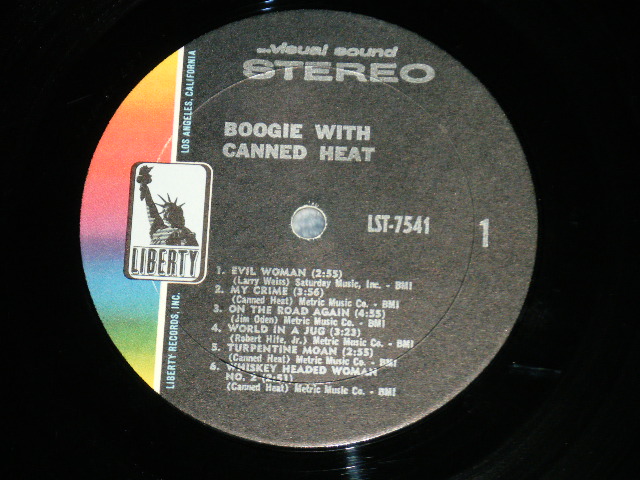 ...visual sound
STEREO
BOOGIE WITH
CANNED HEAT
LST-7541
1
LIBERTY
LOS ANGELES, CALIFORNIA
LIBERTY RECORDS, INC.
1. EVIL WOMAN (2:55)
(Larry Weiss) Saturday Music, Inc. - BMI
2. MY CRIME (3:56)
(Canned Heat) Metric Music Co. - BMI
3. ON THE ROAD AGAIN (4:55)
(Jim Oden) Metric Music Co. - BMI
4. WORLD IN A JUG (3:23)
(Robert Hite, Jr.) Metric Music Co. - BMI
5. TURPENTINE MOAN (2:55)
(Canned Heat) Metric Music Co. - BMI
6. WHISKEY HEADED WOMAN
NO. 2 (2:51)
(Canned Heat) Metric Music Co. - BMI